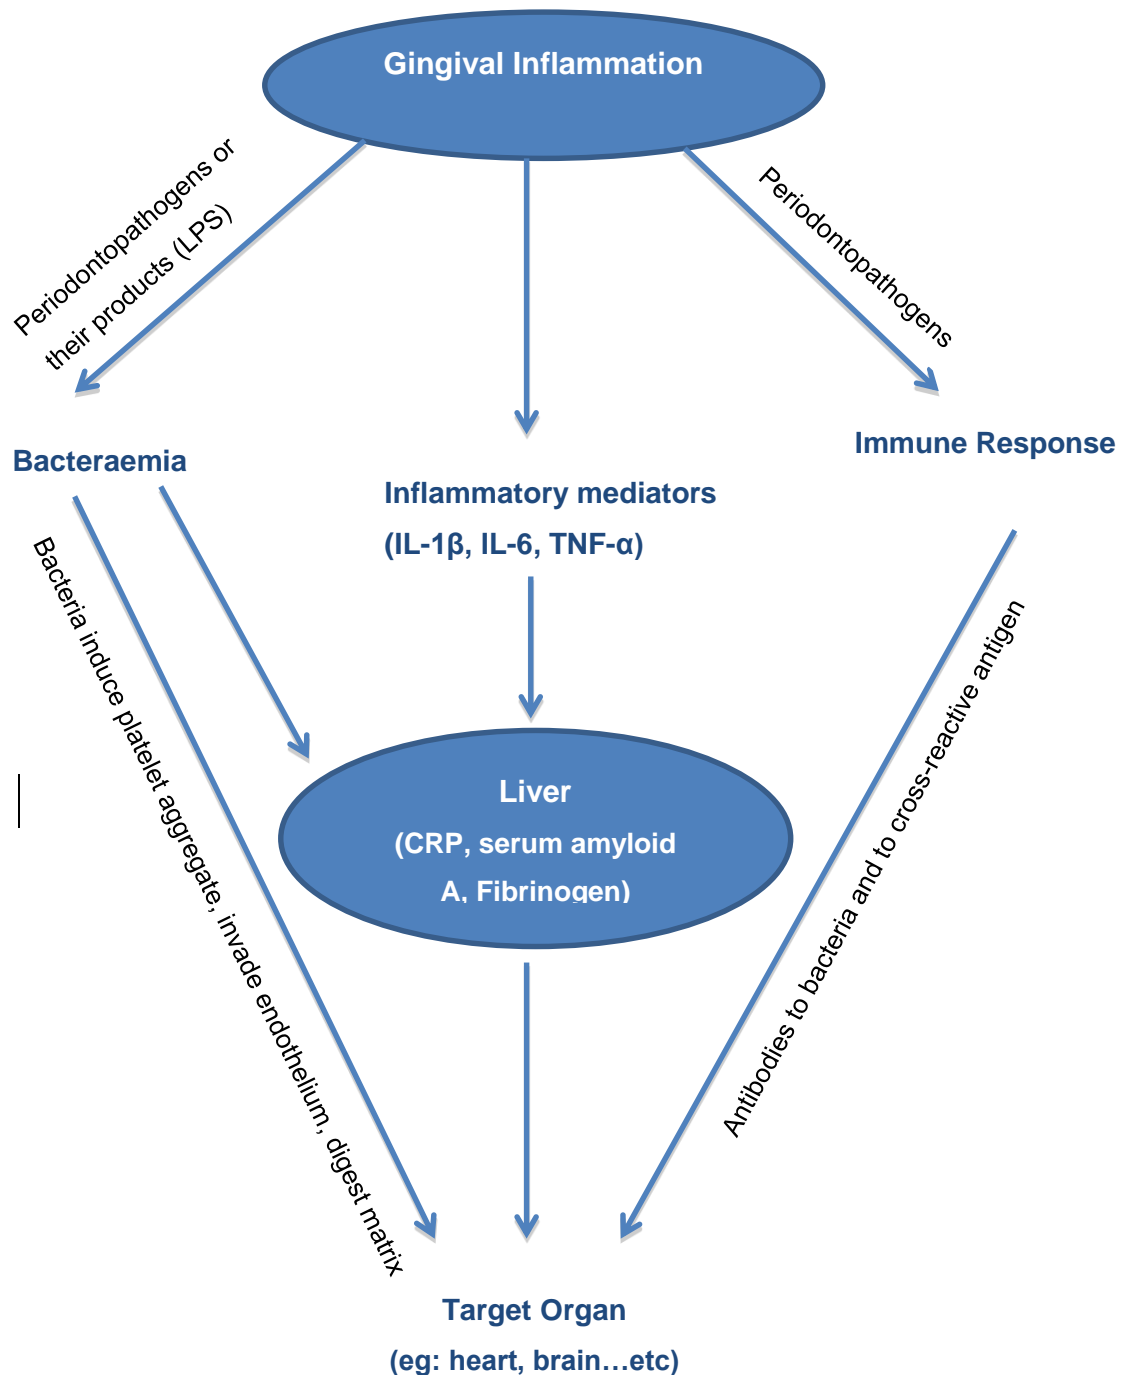 Gingival Inflammation
Periodontopathogens or
their products (LPS)
Periodontopathogens
Bacteraemia
Immune Response
Inflammatory mediators
(IL-1β, IL-6, TNF-α)
Bacteria induce platelet aggregate, invade endothelium, digest matrix
Antibodies to bacteria and to cross-reactive antigen
Liver
(CRP, serum amyloid
A, Fibrinogen)
Target Organ
(eg: heart, brain…etc)